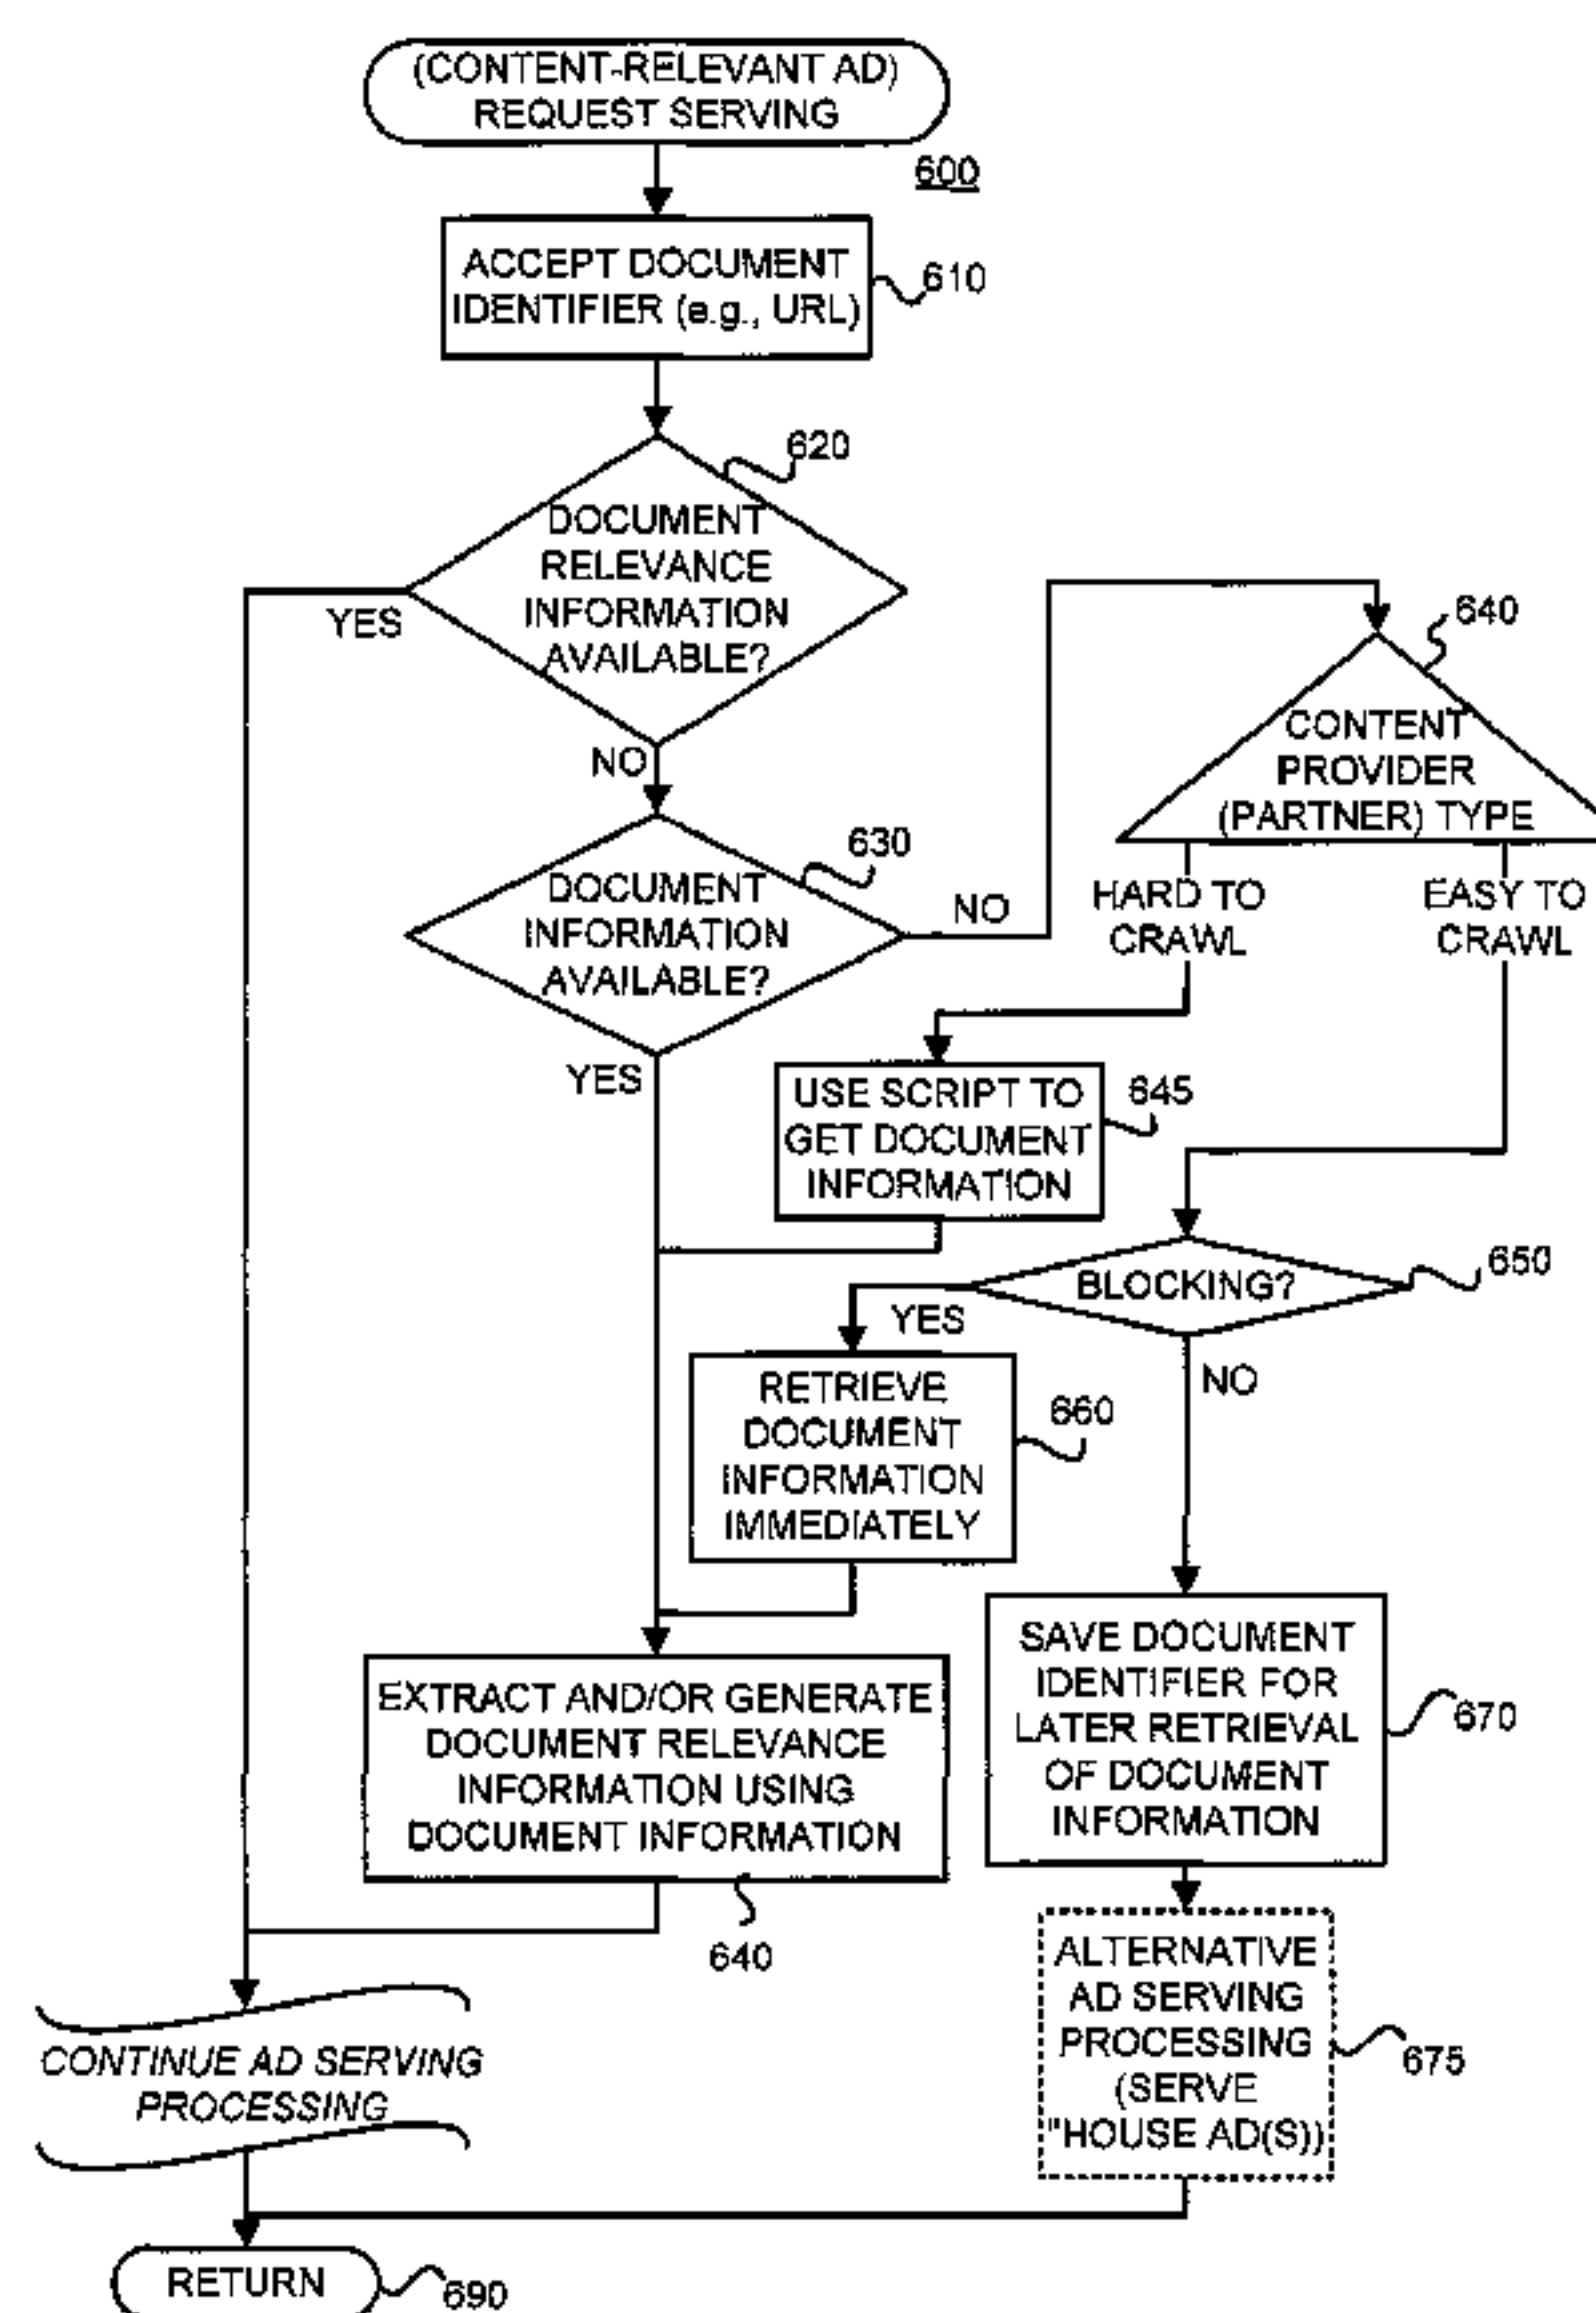 (CONTENT-RELEVANT AD)
REQUEST SERVING
600
ACCEPT DOCUMENT
IDENTIFIER (e.g., URL)
610
620
DOCUMENT
RELEVANCE
INFORMATION
AVAILABLE?
YES
NO
640
CONTENT
PROVIDER
(PARTNER) TYPE
630
DOCUMENT
INFORMATION
AVAILABLE?
NO
YES
HARD TO
CRAWL
EASY TO
CRAWL
USE SCRIPT TO
GET DOCUMENT
INFORMATION
645
BLOCKING?
650
YES
NO
RETRIEVE
DOCUMENT
INFORMATION
IMMEDIATELY
660
EXTRACT AND/OR GENERATE
DOCUMENT RELEVANCE
INFORMATION USING
DOCUMENT INFORMATION
640
SAVE DOCUMENT
IDENTIFIER FOR
LATER RETRIEVAL
OF DOCUMENT
INFORMATION
670
ALTERNATIVE
AD SERVING
PROCESSING
(SERVE
"HOUSE AD(S))
675
CONTINUE AD SERVING
PROCESSING
RETURN
690